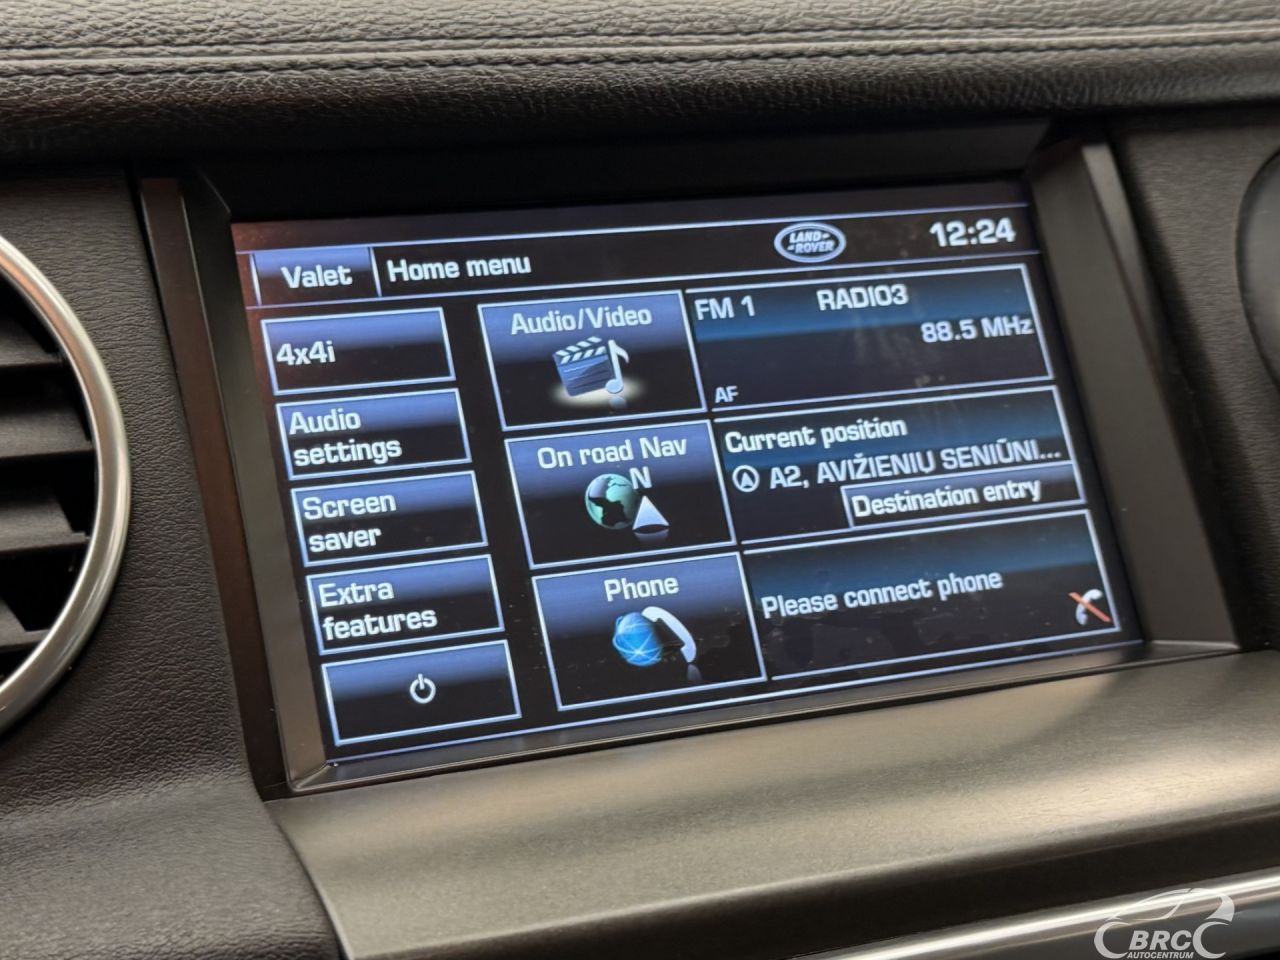 Valet
Home menu
LAND-
-ROVER
12:24
4x4i
Audio
settings
Screen
saver
Extra
features
Audio/Video
On road Nav
N
Phone
FM 1
RADIO3
88.5 MHz
AF
Current position
A2, AVIŽIENIŲ SENIŪNI...
Destination entry
Please connect phone
BRC
AUTOCENTRUM